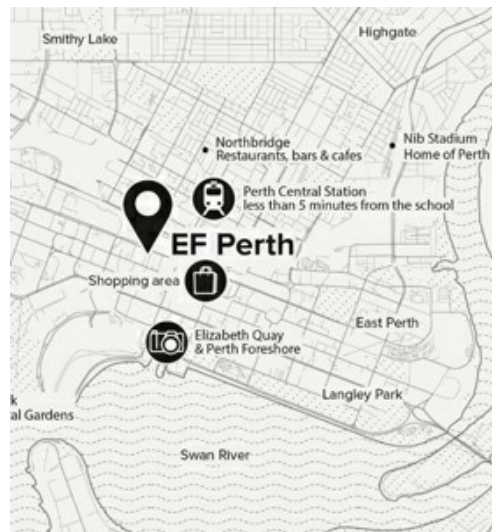 Smithy Lake
Highgate
Northbridge
Restaurants, bars & cafes
Nib Stadium
Home of Perth
Perth Central Station
less than 5 minutes from the school
EF Perth
Shopping area
East Perth
Elizabeth Quay
& Perth Foreshore
Langley Park
k
al Gardens
Swan River